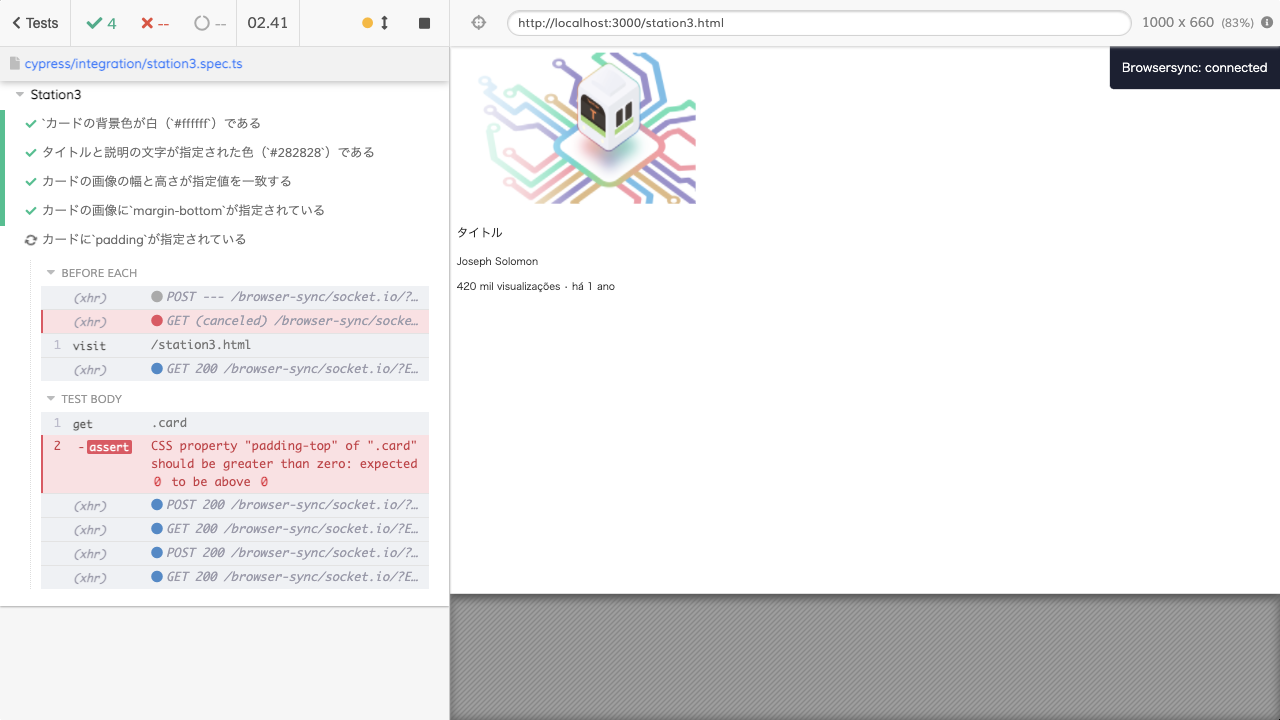 Tests
4
--
--
02.41
http://localhost:3000/station3.html
1000 x 660 (83%)
cypress/integration/station3.spec.ts
Browsersync: connected
Station3
`カードの背景色が白（`#ffffff`）である
タイトルと説明の文字が指定された色（`#282828`）である
カードの画像の幅と高さが指定値を一致する
カードの画像に`margin-bottom`が指定されている
カードに`padding`が指定されている
BEFORE EACH
(xhr) POST --- /browser-sync/socket.io/?…
(xhr) GET (canceled) /browser-sync/socke…
1 visit /station3.html
(xhr) GET 200 /browser-sync/socket.io/?E…
TEST BODY
1 get .card
2 -assert CSS property "padding-top" of ".card"
should be greater than zero: expected
0 to be above 0
(xhr) POST 200 /browser-sync/socket.io/?…
(xhr) GET 200 /browser-sync/socket.io/?E…
(xhr) POST 200 /browser-sync/socket.io/?…
(xhr) GET 200 /browser-sync/socket.io/?E…
タイトル
Joseph Solomon
420 mil visualizações · há 1 ano